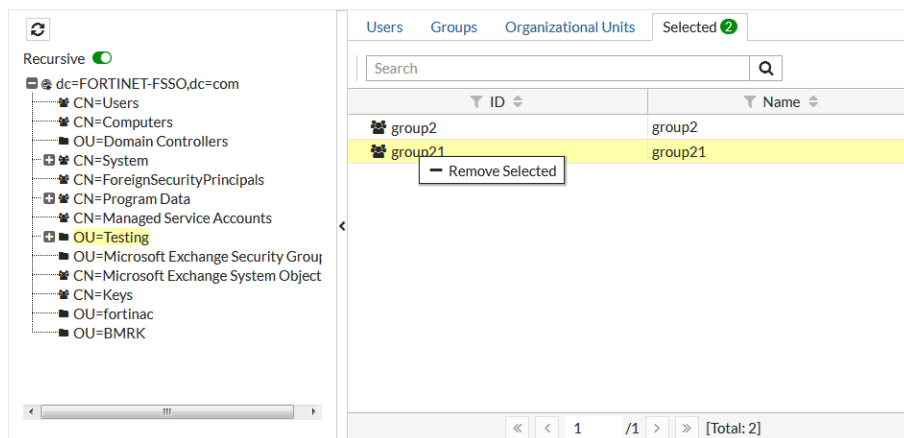 Recursive
dc=FORTINET-FSSO,dc=com
CN=Users
CN=Computers
OU=Domain Controllers
CN=System
CN=ForeignSecurityPrincipals
CN=Program Data
CN=Managed Service Accounts
OU=Testing
OU=Microsoft Exchange Security Grou
CN=Microsoft Exchange System Object
CN=Keys
OU=fortinac
OU=BMRK
Users Groups Organizational Units Selected 2
Search
ID Name
group2 group2
group21 group21
Remove Selected
« < 1 /1 > » [Total: 2]